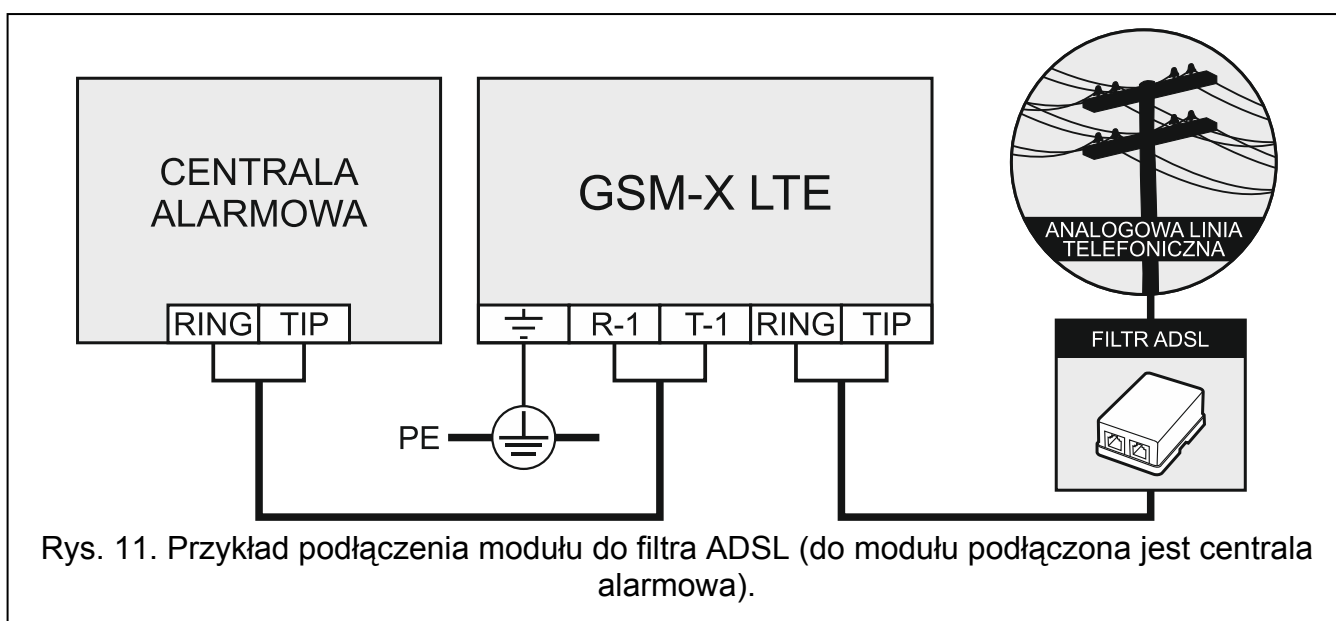 CENTRALA
ALARMOWA
GSM-X LTE
ANALOGOWA LINIA
TELEFONICZNA
RING TIP
R-1 T-1 RING TIP
FILTR ADSL
PE
Rys. 11. Przykład podłączenia modułu do filtra ADSL (do modułu podłączona jest centrala
alarmowa).